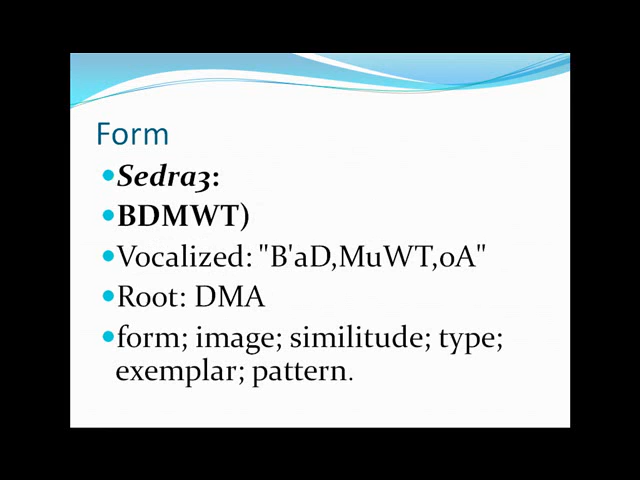 Form
•Sedra3:
•BDMWT)
•Vocalized: "B'aD,MuWT,oA"
•Root: DMA
•form; image; similitude; type;
exemplar; pattern.